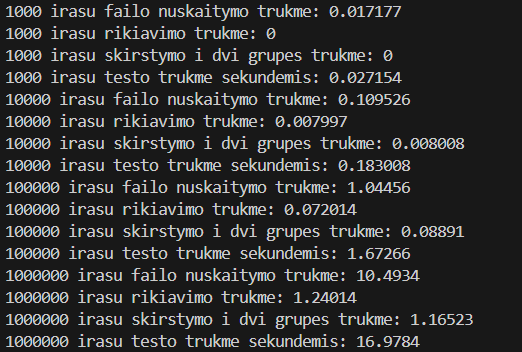 1000 irasu failo nuskaitymo trukme: 0.017177
1000 irasu rikiavimo trukme: 0
1000 irasu skirstymo i dvi grupes trukme: 0
1000 irasu testo trukme sekundemis: 0.027154
10000 irasu failo nuskaitymo trukme: 0.109526
10000 irasu rikiavimo trukme: 0.007997
10000 irasu skirstymo i dvi grupes trukme: 0.008008
10000 irasu testo trukme sekundemis: 0.183008
100000 irasu failo nuskaitymo trukme: 1.04456
100000 irasu rikiavimo trukme: 0.072014
100000 irasu skirstymo i dvi grupes trukme: 0.08891
100000 irasu testo trukme sekundemis: 1.67266
1000000 irasu failo nuskaitymo trukme: 10.4934
1000000 irasu rikiavimo trukme: 1.24014
1000000 irasu skirstymo i dvi grupes trukme: 1.16523
1000000 irasu testo trukme sekundemis: 16.9784